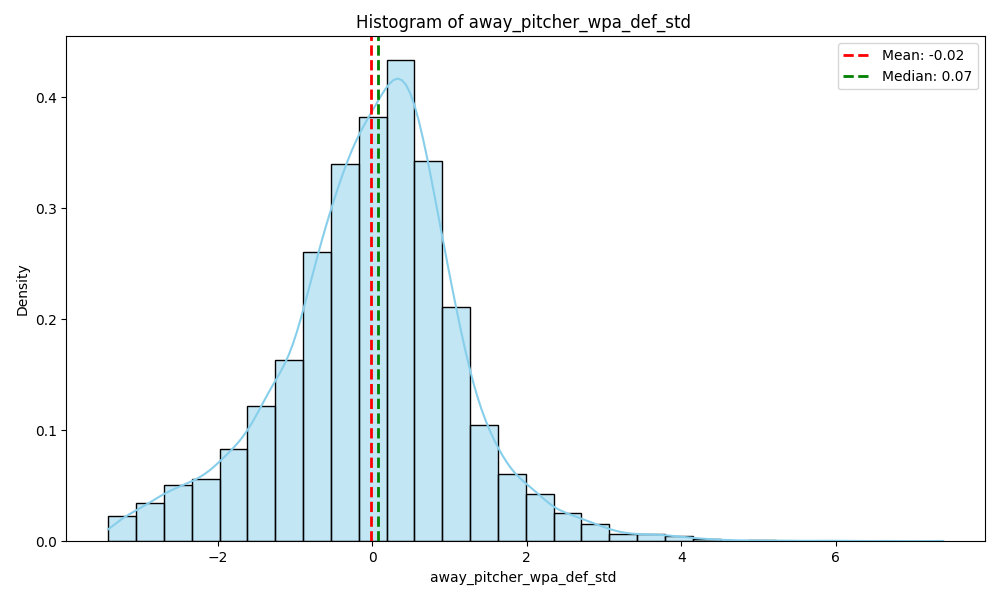 Histogram of away_pitcher_wpa_def_std
Mean: -0.02
Median: 0.07
Density
0.4
0.3
0.2
0.1
0.0
−2
0
2
4
6
away_pitcher_wpa_def_std